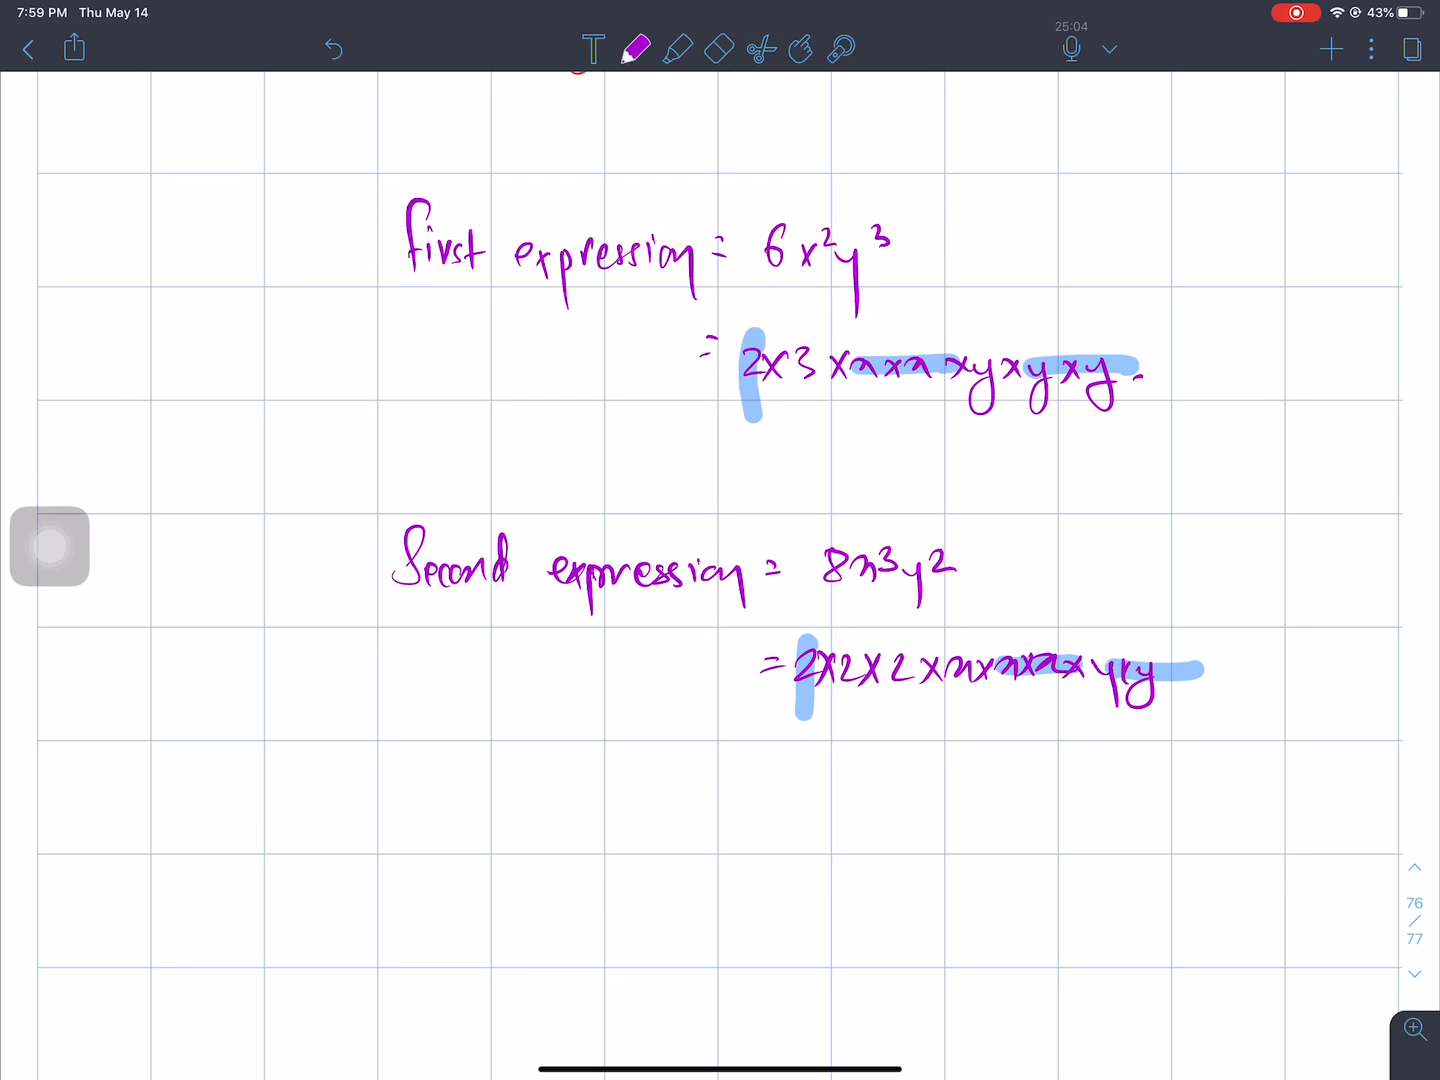 7:59 PM Thu May 14
43%
25:04
First expression = 6x²y³
= 2×3×x×x×y×y×y.
Second expression = 8x³y²
= 2×2×2×x×x×x×y×y
76
/
77